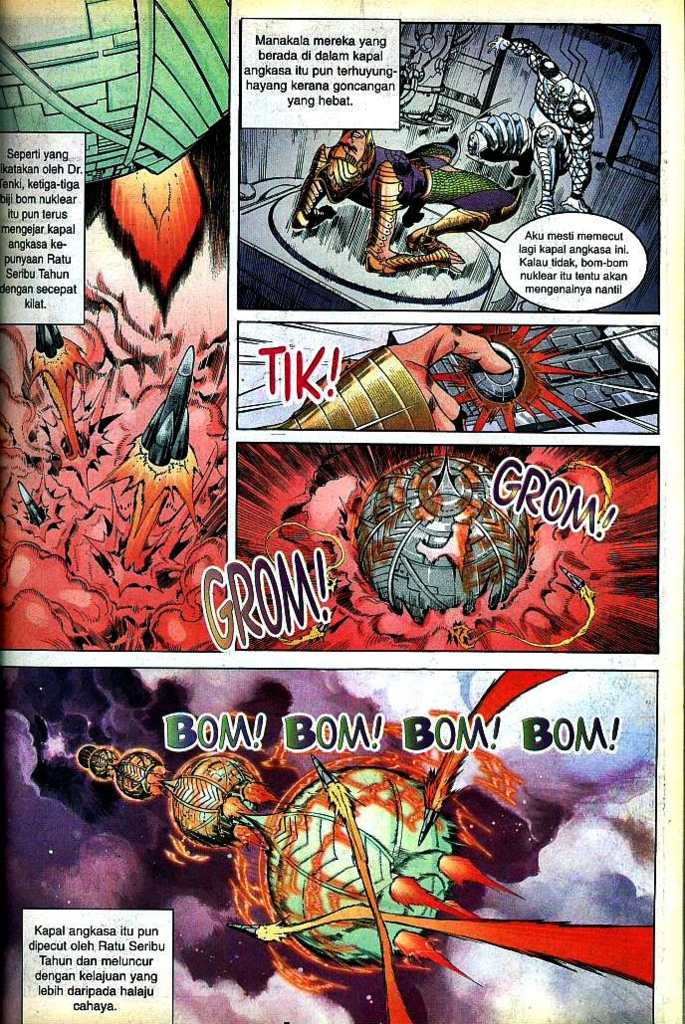 Seperti yang
dikatakan oleh Dr.
Tenki, ketiga-tiga
biji bom nuklear
itu pun terus
mengejar kapal
angkasa ke-
punyaan Ratu
Seribu Tahun
dengan secepat
kilat.
Manakala mereka yang
berada di dalam kapal
angkasa itu pun terhuyung-
hayang kerana goncangan
yang hebat.
Aku mesti memecut
lagi kapal angkasa ini.
Kalau tidak, bom-bom
nuklear itu tentu akan
mengenainya nanti!
TIK!
GROM!
GROM!
BOM! BOM! BOM! BOM!
Kapal angkasa itu pun
dipecut oleh Ratu Seribu
Tahun dan meluncur
dengan kelajuan yang
lebih daripada halaju
cahaya.